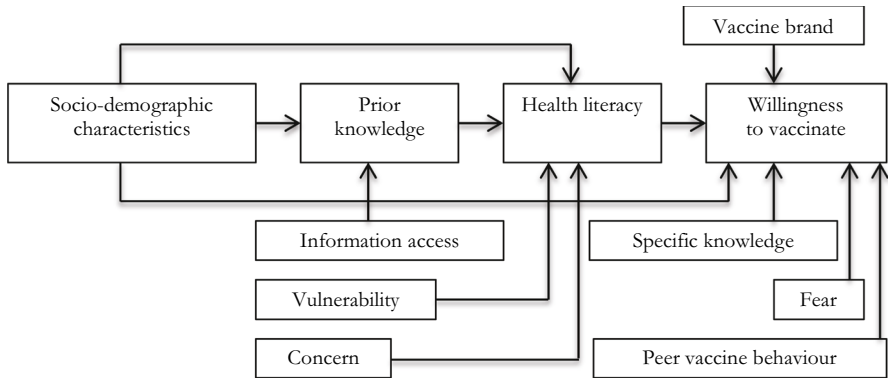 Vaccine brand
Socio-demographic
characteristics
Prior
knowledge
Health literacy
Willingness
to vaccinate
Information access
Specific knowledge
Vulnerability
Fear
Concern
Peer vaccine behaviour